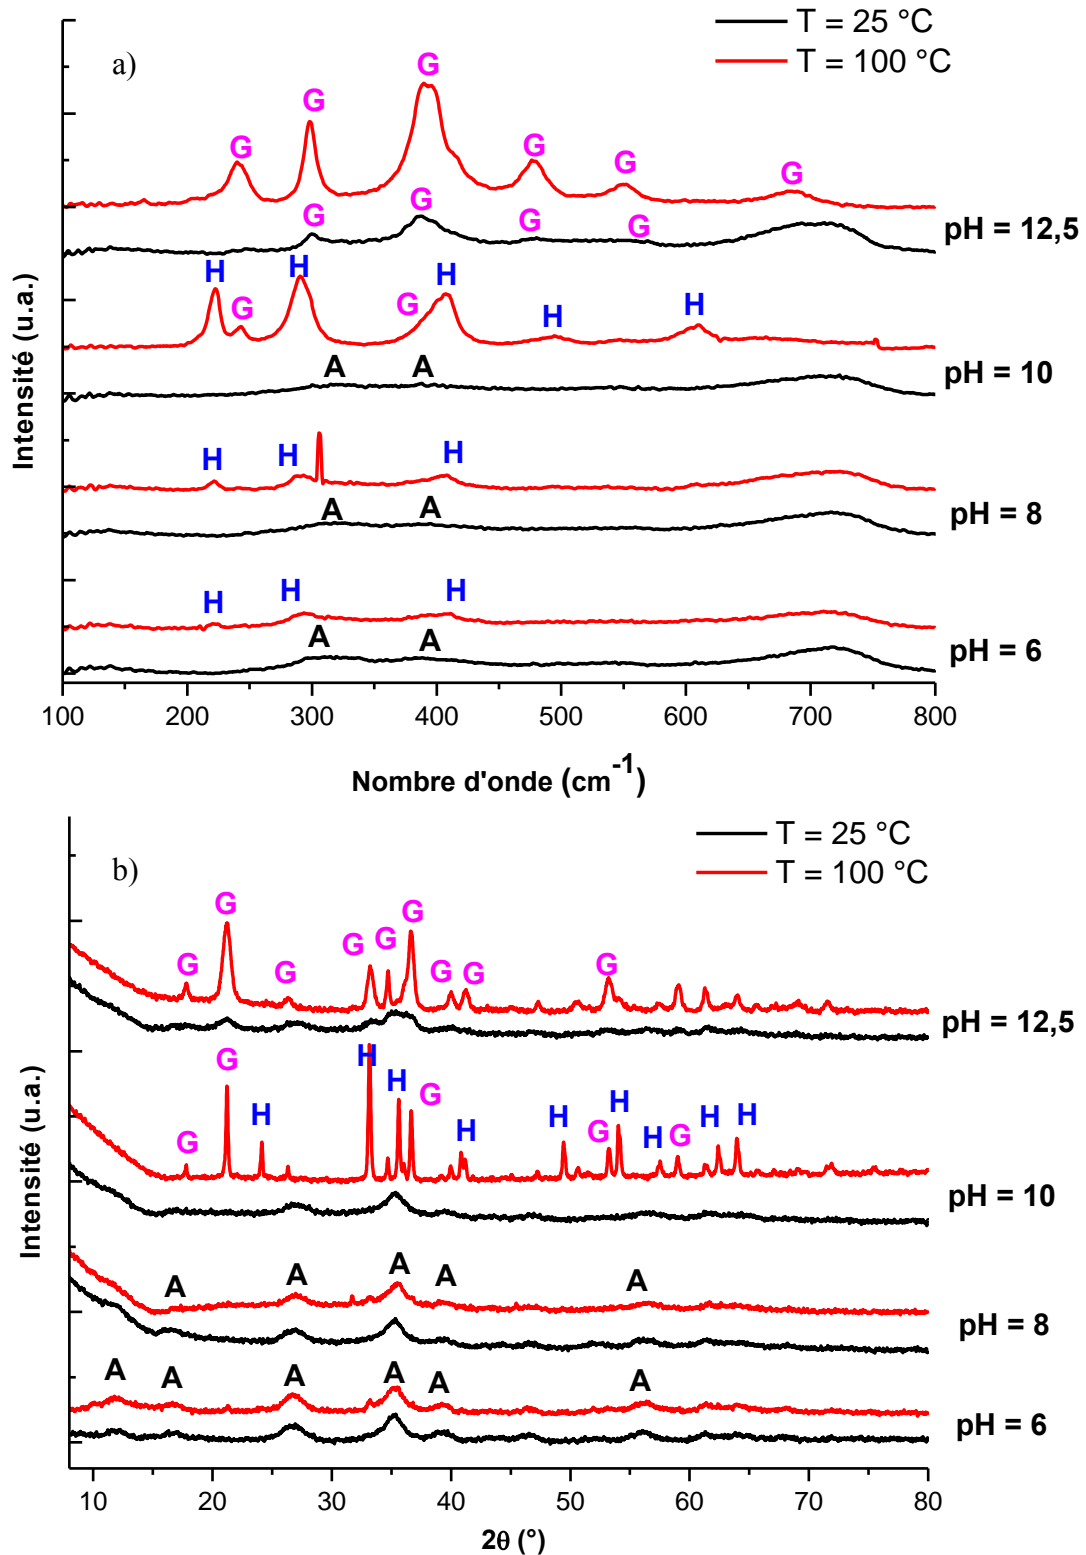 T = 25 °C
T = 100 °C
a)
G
G
G
G
G
G
G
G
G
G
pH = 12,5
H
G
H
G
H
H
H
A
A
pH = 10
H
H
H
A
A
pH = 8
H
H
H
A
A
pH = 6
Intensité (u.a.)
100 200 300 400 500 600 700 800
Nombre d'onde (cm-1)
T = 25 °C
T = 100 °C
b)
G
G
G
G
G
G
G
G
G
pH = 12,5
G
G
H
H
H
G
H
H
G
H
H
G
H
H
pH = 10
A
A
A
A
A
pH = 8
A
A
A
A
A
A
pH = 6
Intensité (u.a.)
10 20 30 40 50 60 70 80
2θ (°)